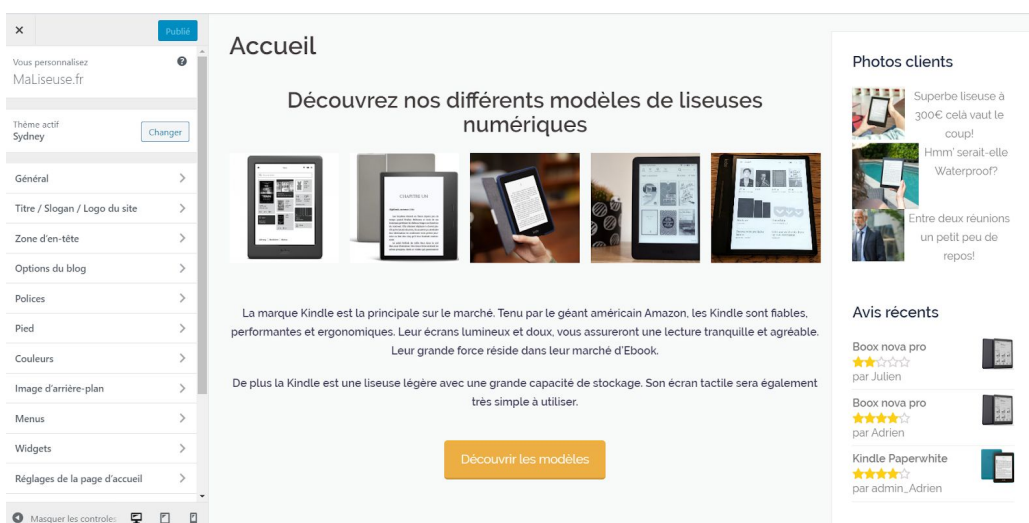 ×
Publié
Vous personnalisez
MaLiseuse.fr
Thème actif
Sydney
Changer
Général
Titre / Slogan / Logo du site
Zone d'en-tête
Options du blog
Polices
Pied
Couleurs
Image d'arrière-plan
Menus
Widgets
Réglages de la page d'accueil
Masquer les controles
Accueil
Découvrez nos différents modèles de liseuses
numériques
CHAPITRE UN
La marque Kindle est la principale sur le marché. Tenu par le géant américain Amazon, les Kindle sont fiables,
performantes et ergonomiques. Leur écrans lumineux et doux, vous assureront une lecture tranquille et agréable.
Leur grande force réside dans leur marché d'Ebook.
De plus la Kindle est une liseuse légère avec une grande capacité de stockage. Son écran tactile sera également
très simple à utiliser.
Découvrir les modèles
Photos clients
Superbe liseuse à
300€ celà vaut le
coup!
Hmm' serait-elle
Waterproof?
Entre deux réunions
un petit peu de
repos!
Avis récents
Boox nova pro
par Julien
Boox nova pro
par Adrien
Kindle Paperwhite
par admin_Adrien